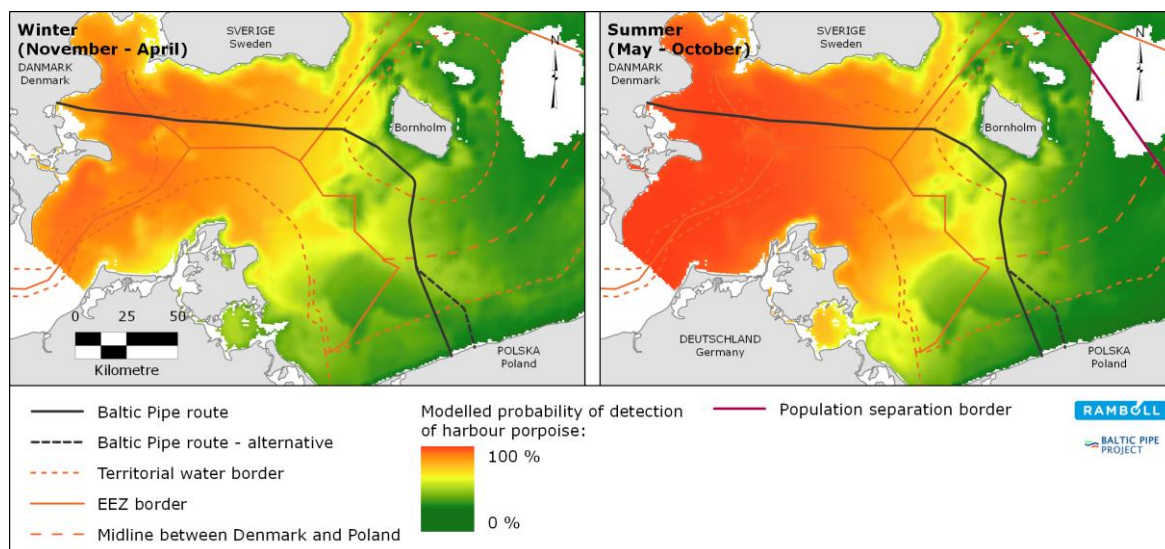 Winter
(November - April)
SVERIGE
Sweden
DANMARK
Denmark
N
Bornholm
0 25 50
Kilometre
POLSKA
Poland
Summer
(May - October)
SVERIGE
Sweden
DANMARK
Denmark
N
Bornholm
DEUTSCHLAND
Germany
POLSKA
Poland
Baltic Pipe route
Baltic Pipe route - alternative
Territorial water border
EEZ border
Midline between Denmark and Poland
Modelled probability of detection
of harbour porpoise:
100 %
0 %
Population separation border
RAMBOLL
BALTIC PIPE
PROJECT